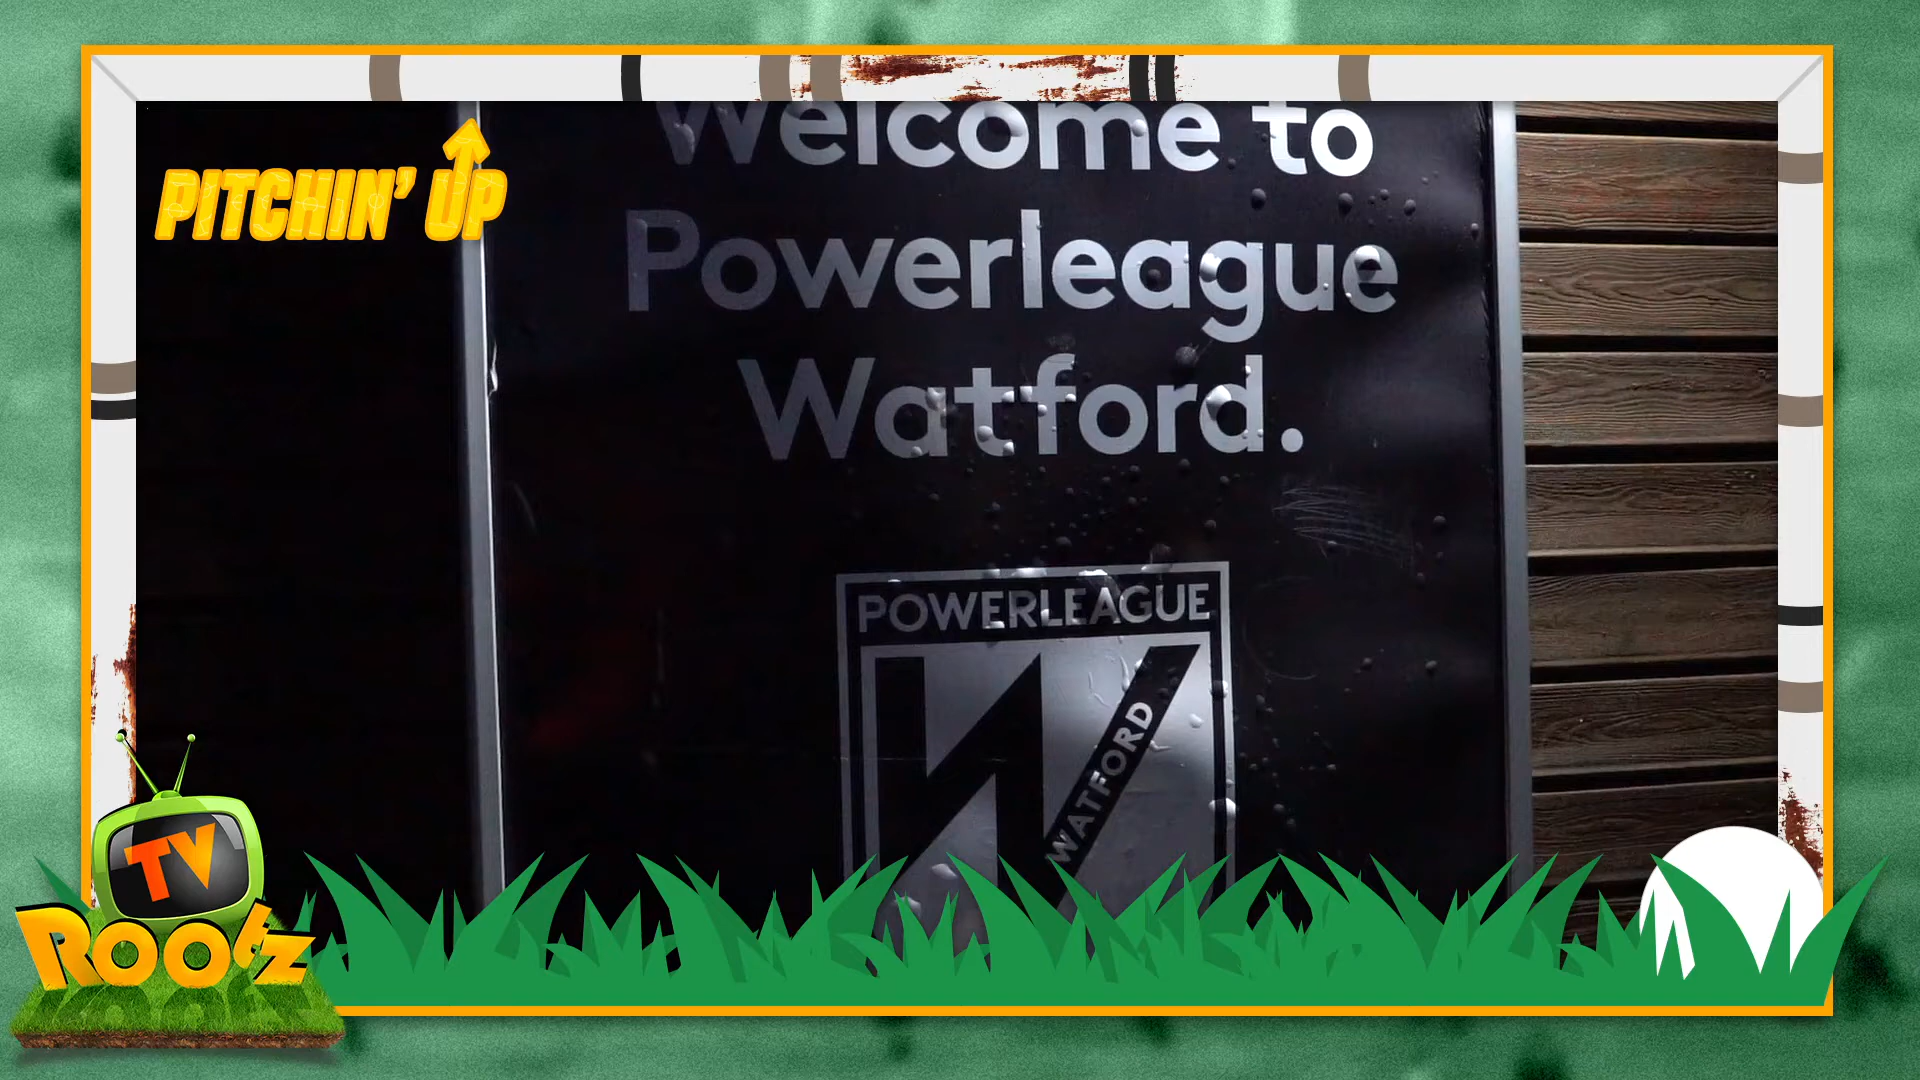 PITCHIN' UP
Welcome to
Powerleague
Watford.
POWERLEAGUE
WATFORD
TV
Rootz